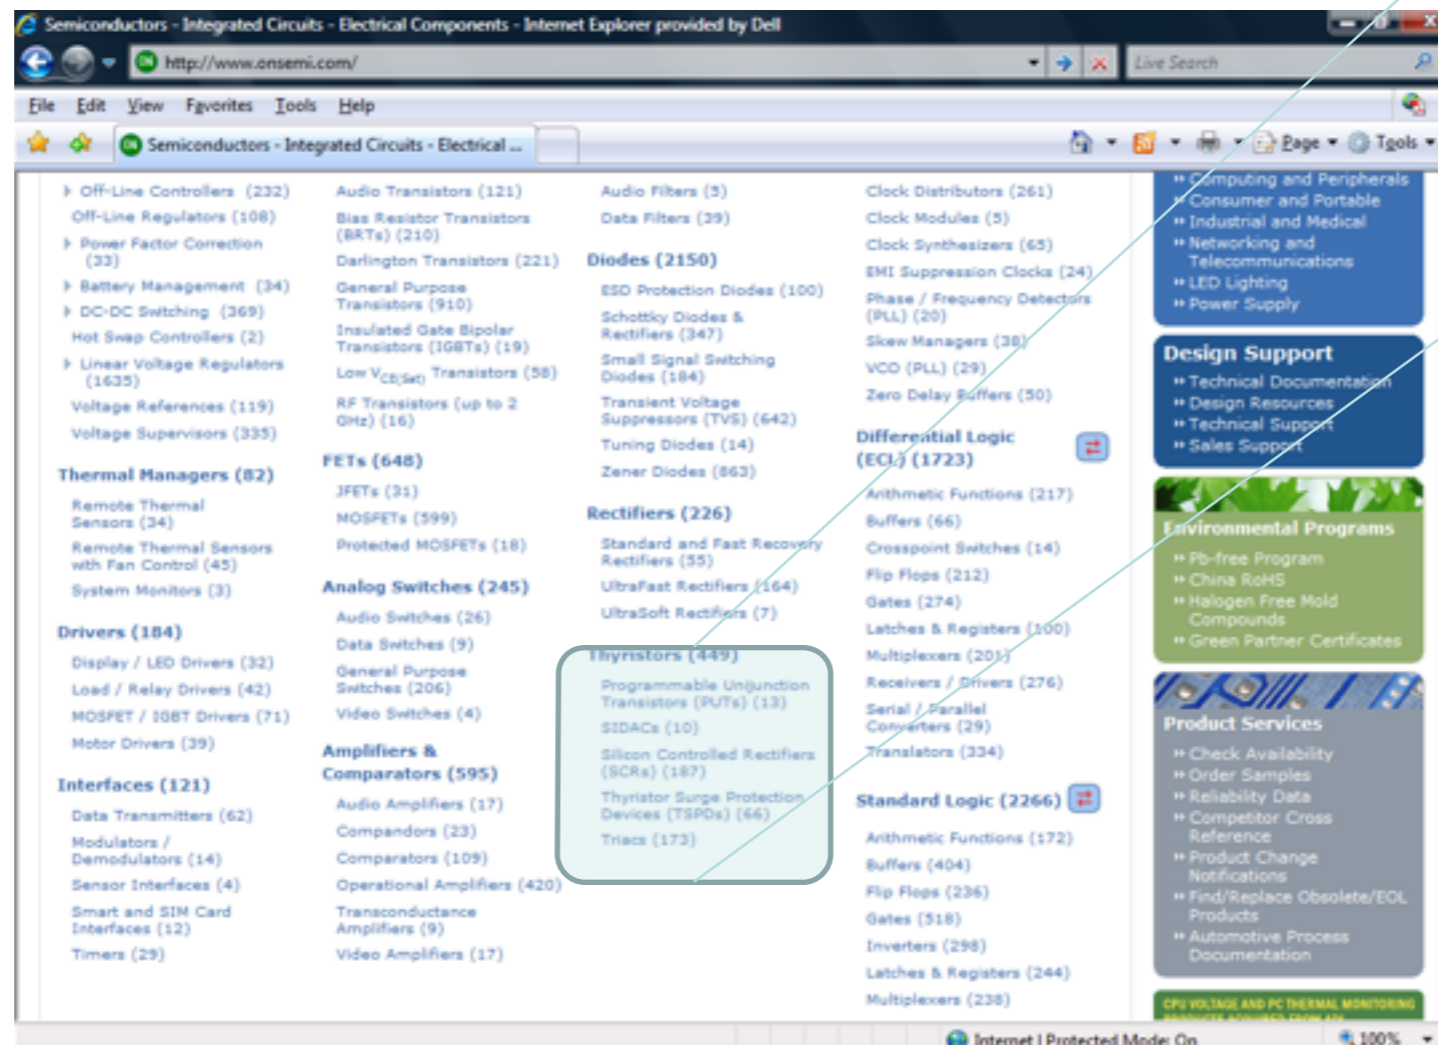 Semiconductors - Integrated Circuits - Electrical Components - Internet Explorer provided by Dell
http://www.onsemi.com/
Live Search
File Edit View Favorites Tools Help
Semiconductors - Integrated Circuits - Electrical ...
Page Tools
Off-Line Controllers (232)
Off-Line Regulators (108)
Power Factor Correction
(33)
Battery Management (34)
DC-DC Switching (369)
Hot Swap Controllers (2)
Linear Voltage Regulators
(1635)
Voltage References (119)
Voltage Supervisors (335)
Thermal Managers (82)
Remote Thermal
Sensors (34)
Remote Thermal Sensors
with Fan Control (45)
System Monitors (3)
Drivers (184)
Display / LED Drivers (32)
Load / Relay Drivers (42)
MOSFET / IGBT Drivers (71)
Motor Drivers (39)
Interfaces (121)
Data Transmitters (62)
Modulators /
Demodulators (14)
Sensor Interfaces (4)
Smart and SIM Card
Interfaces (12)
Timers (29)
Audio Transistors (121)
Bias Resistor Transistors
(BRTs) (210)
Darlington Transistors (221)
General Purpose
Transistors (910)
Insulated Gate Bipolar
Transistors (IGBTs) (19)
Low VCE(Sat) Transistors (58)
RF Transistors (up to 2
GHz) (16)
FETs (648)
JFETs (31)
MOSFETs (599)
Protected MOSFETs (18)
Analog Switches (245)
Audio Switches (26)
Data Switches (9)
General Purpose
Switches (206)
Video Switches (4)
Amplifiers &
Comparators (595)
Audio Amplifiers (17)
Compandors (23)
Comparators (109)
Operational Amplifiers (420)
Transconductance
Amplifiers (9)
Video Amplifiers (17)
Audio Filters (5)
Data Filters (39)
Diodes (2150)
ESD Protection Diodes (100)
Schottky Diodes &
Rectifiers (347)
Small Signal Switching
Diodes (184)
Transient Voltage
Suppressors (TVS) (642)
Tuning Diodes (14)
Zener Diodes (863)
Rectifiers (226)
Standard and Fast Recovery
Rectifiers (55)
UltraFast Rectifiers (164)
UltraSoft Rectifiers (7)
Thyristors (449)
Programmable Unijunction
Transistors (PUTs) (13)
SIDACs (10)
Silicon Controlled Rectifiers
(SCRs) (187)
Thyristor Surge Protection
Devices (TSPDs) (66)
Triacs (173)
Clock Distributors (261)
Clock Modules (5)
Clock Synthesizers (65)
EMI Suppression Clocks (24)
Phase / Frequency Detectors
(PLL) (20)
Skew Managers (38)
VCO (PLL) (29)
Zero Delay Buffers (50)
Differential Logic
(ECL) (1723)
Arithmetic Functions (217)
Buffers (66)
Crosspoint Switches (14)
Flip Flops (212)
Gates (274)
Latches & Registers (100)
Multiplexers (201)
Receivers / Drivers (276)
Serial / Parallel
Converters (29)
Translators (334)
Standard Logic (2266)
Arithmetic Functions (172)
Buffers (404)
Flip Flops (236)
Gates (518)
Inverters (298)
Latches & Registers (244)
Multiplexers (238)
Computing and Peripherals
Consumer and Portable
Industrial and Medical
Networking and
Telecommunications
LED Lighting
Power Supply
Design Support
Technical Documentation
Design Resources
Technical Support
Sales Support
Environmental Programs
Pb-free Program
China RoHS
Halogen Free Mold
Compounds
Green Partner Certificates
Product Services
Check Availability
Order Samples
Reliability Data
Competitor Cross
Reference
Product Change
Notifications
Find/Replace Obsolete/EOL
Products
Automotive Process
Documentation
CPU VOLTAGE AND PC THERMAL MONITORING
PRODUCTS ACQUIRED FROM ADI
Internet | Protected Mode: On
100%